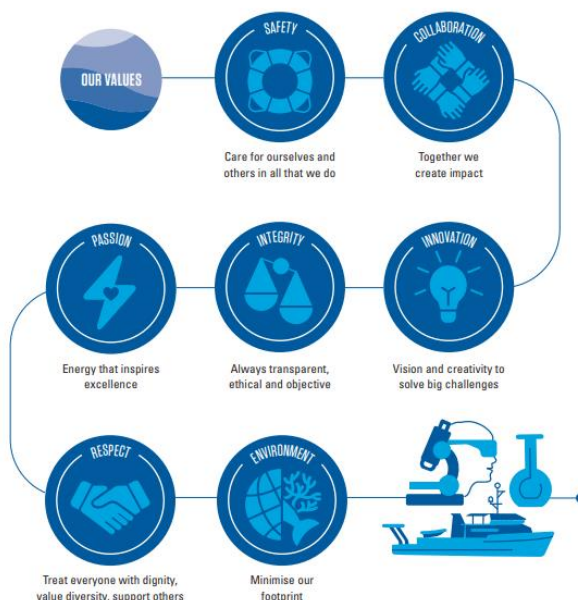 OUR VALUES
SAFETY
Care for ourselves and
others in all that we do
COLLABORATION
Together we
create impact
INNOVATION
Vision and creativity to
solve big challenges
INTEGRITY
Always transparent,
ethical and objective
PASSION
Energy that inspires
excellence
RESPECT
Treat everyone with dignity,
value diversity, support others
ENVIRONMENT
Minimise our
footprint